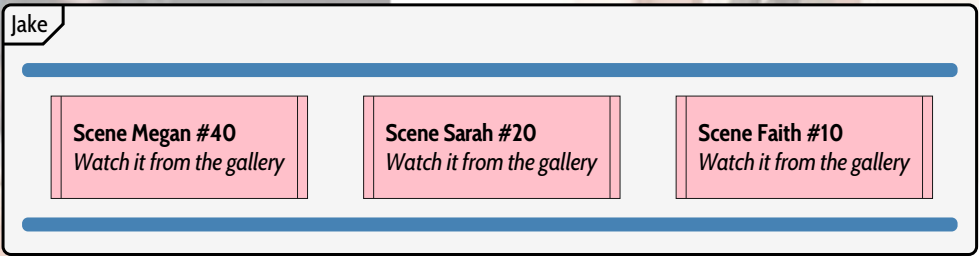 Jake
Scene Megan #40
Watch it from the gallery
Scene Sarah #20
Watch it from the gallery
Scene Faith #10
Watch it from the gallery